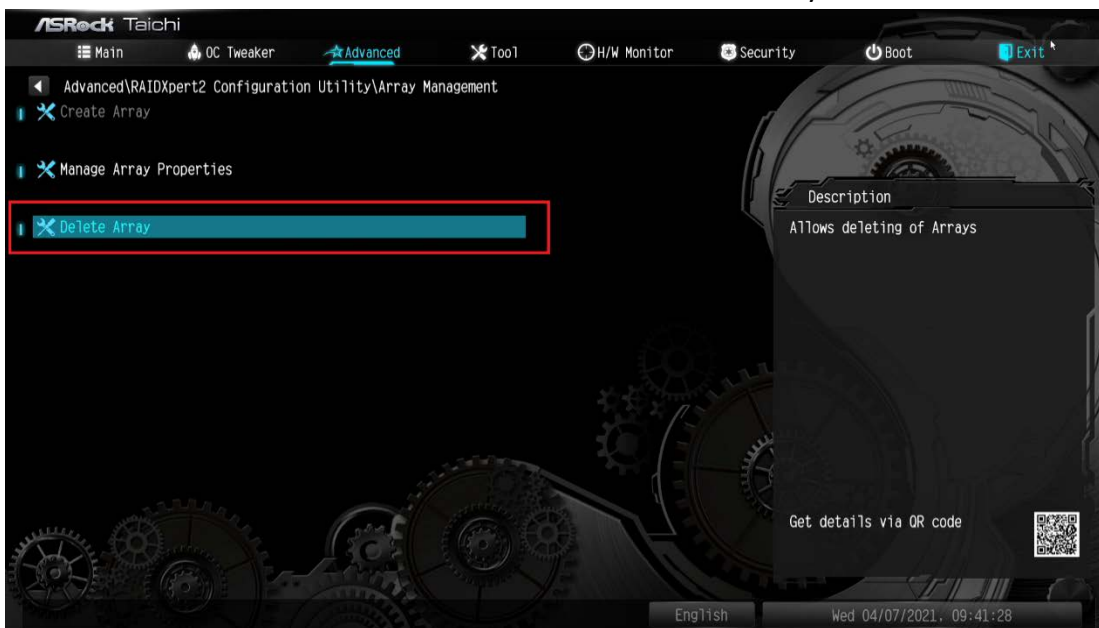 ASRock Taichi
Main OC Tweaker Advanced Tool H/W Monitor Security Boot Exit
Advanced\RAIDXpert2 Configuration Utility\Array Management
Create Array
Manage Array Properties
Delete Array
Description
Allows deleting of Arrays
Get details via QR code
English Wed 04/07/2021, 09:41:28